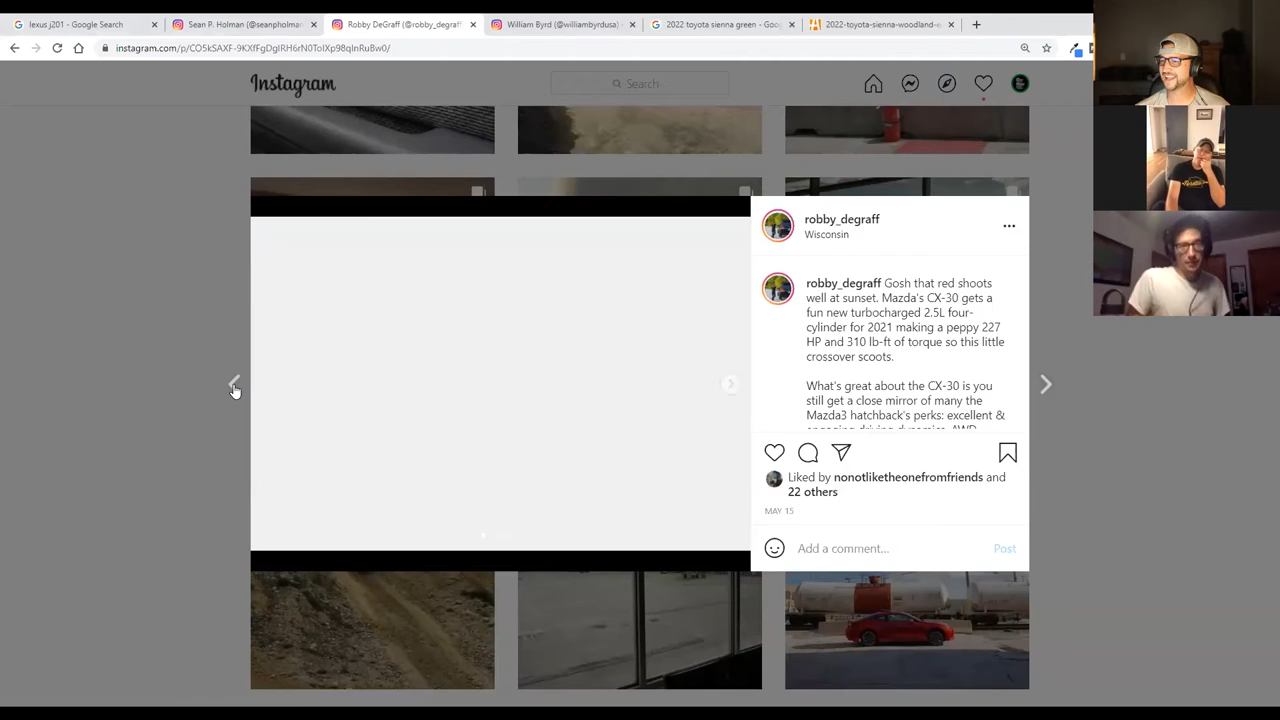 lexus j201 - Google Search
Sean P. Holman (@seanpholman
Robby DeGraff (@robby_degraff
William Byrd (@williambyrdusa)
2022 toyota sienna green - Goo
2022-toyota-sienna-woodland-e
instagram.com/p/CO5kSAXF-9KXfFgDgIRH6rN0ToIXp98qInRuBw0/
Instagram
Search
robby_degraff
Wisconsin
robby_degraff Gosh that red shoots
well at sunset. Mazda's CX-30 gets a
fun new turbocharged 2.5L four-
cylinder for 2021 making a peppy 227
HP and 310 lb-ft of torque so this little
crossover scoots.
What's great about the CX-30 is you
still get a close mirror of many the
Mazda3 hatchback's perks: excellent &
engaging driving dynamics, AWD
Liked by nonotliketheonefromfriends and
22 others
MAY 15
Add a comment...
Post